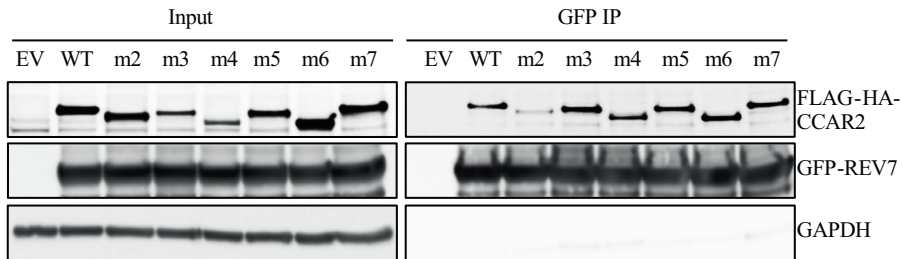 Input GFP IP
EV WT m2 m3 m4 m5 m6 m7 EV WT m2 m3 m4 m5 m6 m7
FLAG-HA-
CCAR2
GFP-REV7
GAPDH